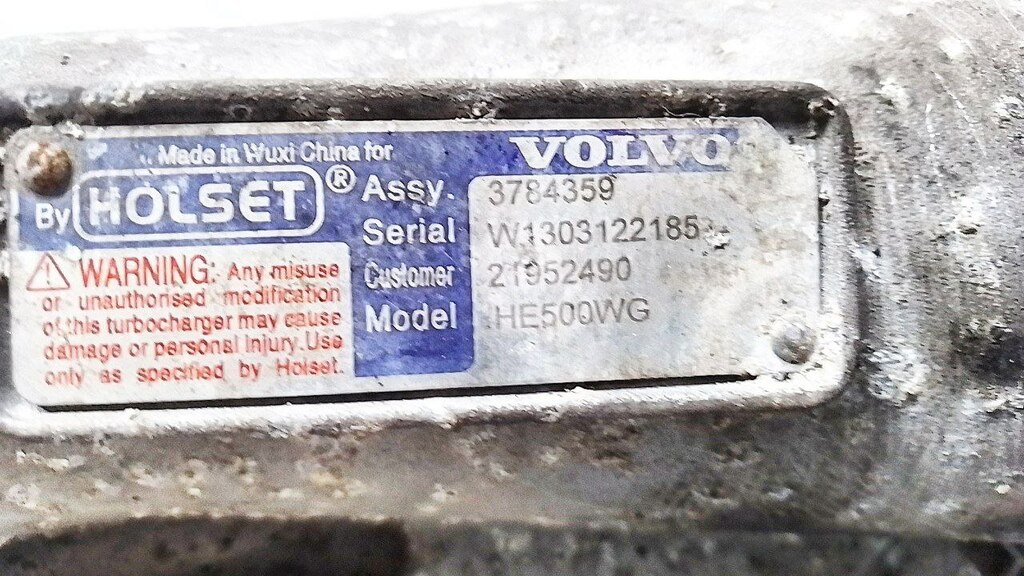 Made in Wuxi China for VOLVO
By HOLSET®
Assy. 3784359
Serial W1303122185
Customer 21952490
Model HE500WG
WARNING: Any misuse
or unauthorised modification
of this turbocharger may cause
damage or personal injury. Use
only as specified by Holset.